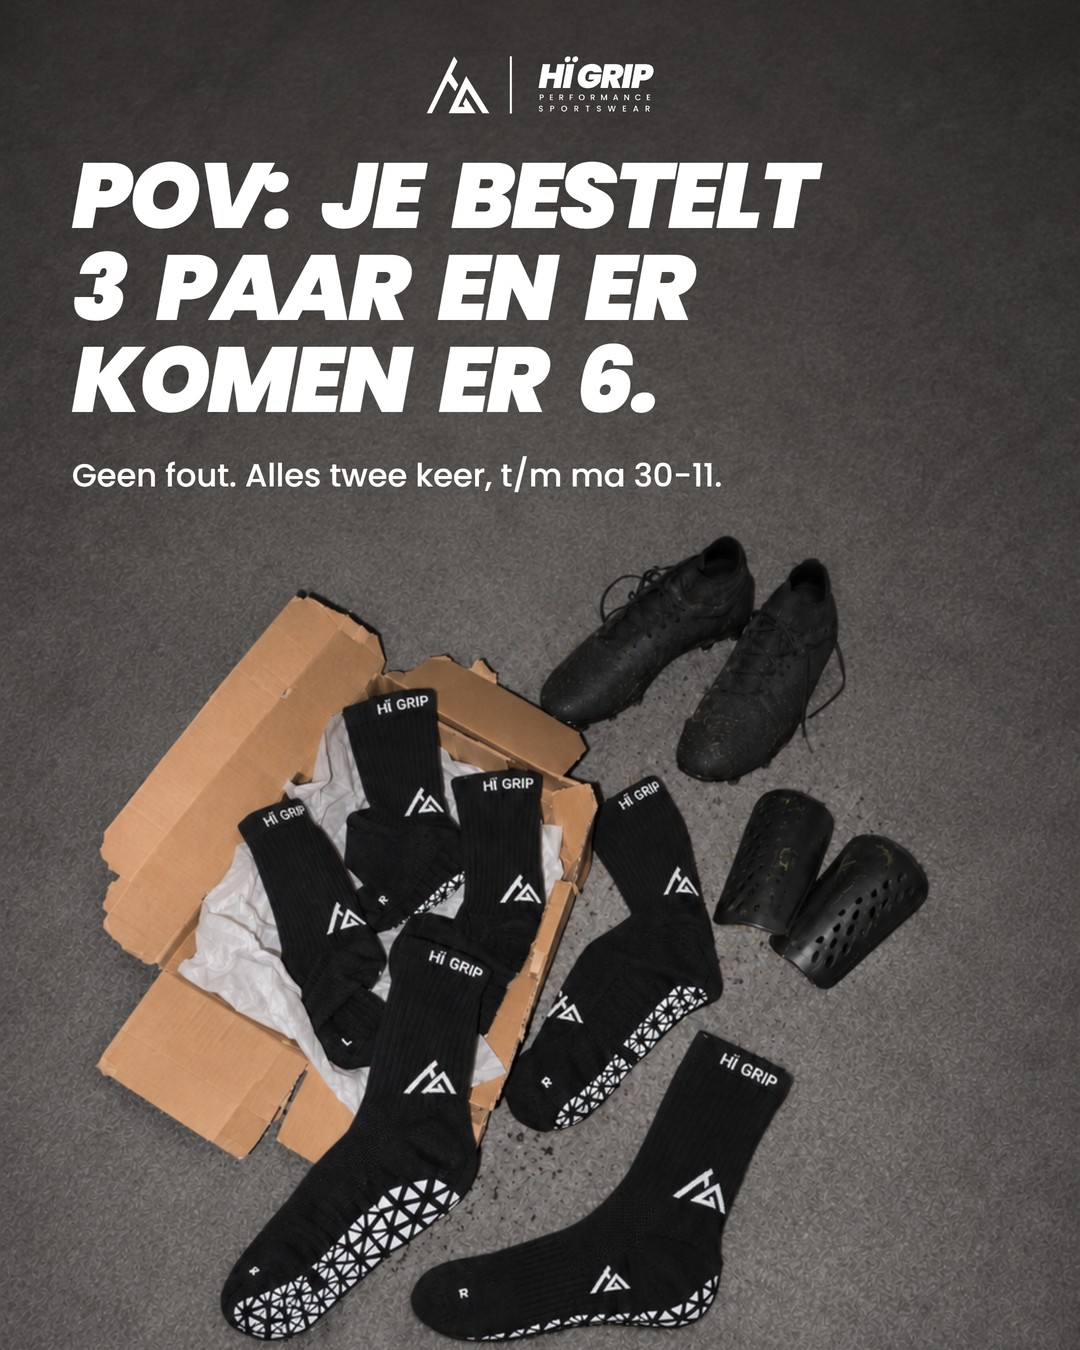 HÏ GRIP
PERFORMANCE
SPORTSWEAR
POV: JE BESTELT
3 PAAR EN ER
KOMEN ER 6.
Geen fout. Alles twee keer, t/m ma 30-11.
HÏ GRIP
HÏ GRIP
HÏ GRIP
HÏ GRIP
R
HÏ GRIP
L
R
HÏ GRIP
R
R